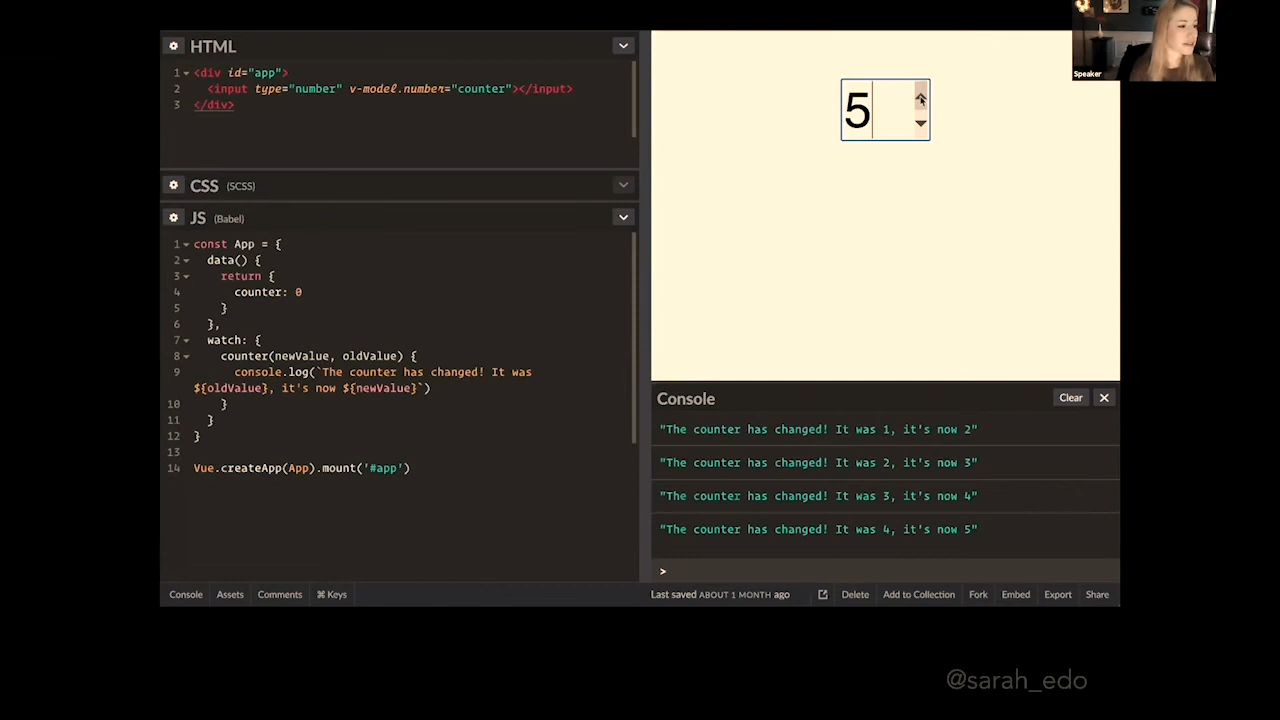 HTML
1 <div id="app">
2 <input type="number" v-model.number="counter"></input>
3 </div>
CSS (SCSS)
JS (Babel)
1 const App = {
2 data() {
3 return {
4 counter: 0
5 }
6 },
7 watch: {
8 counter(newValue, oldValue) {
9 console.log(`The counter has changed! It was
${oldValue}, it's now ${newValue}`)
10 }
11 }
12 }
13
14 Vue.createApp(App).mount('#app')
Console Assets Comments ⌘ Keys
5
Speaker
Console Clear ✕
"The counter has changed! It was 1, it's now 2"
"The counter has changed! It was 2, it's now 3"
"The counter has changed! It was 3, it's now 4"
"The counter has changed! It was 4, it's now 5"
>
Last saved ABOUT 1 MONTH ago Delete Add to Collection Fork Embed Export Share
@sarah_edo